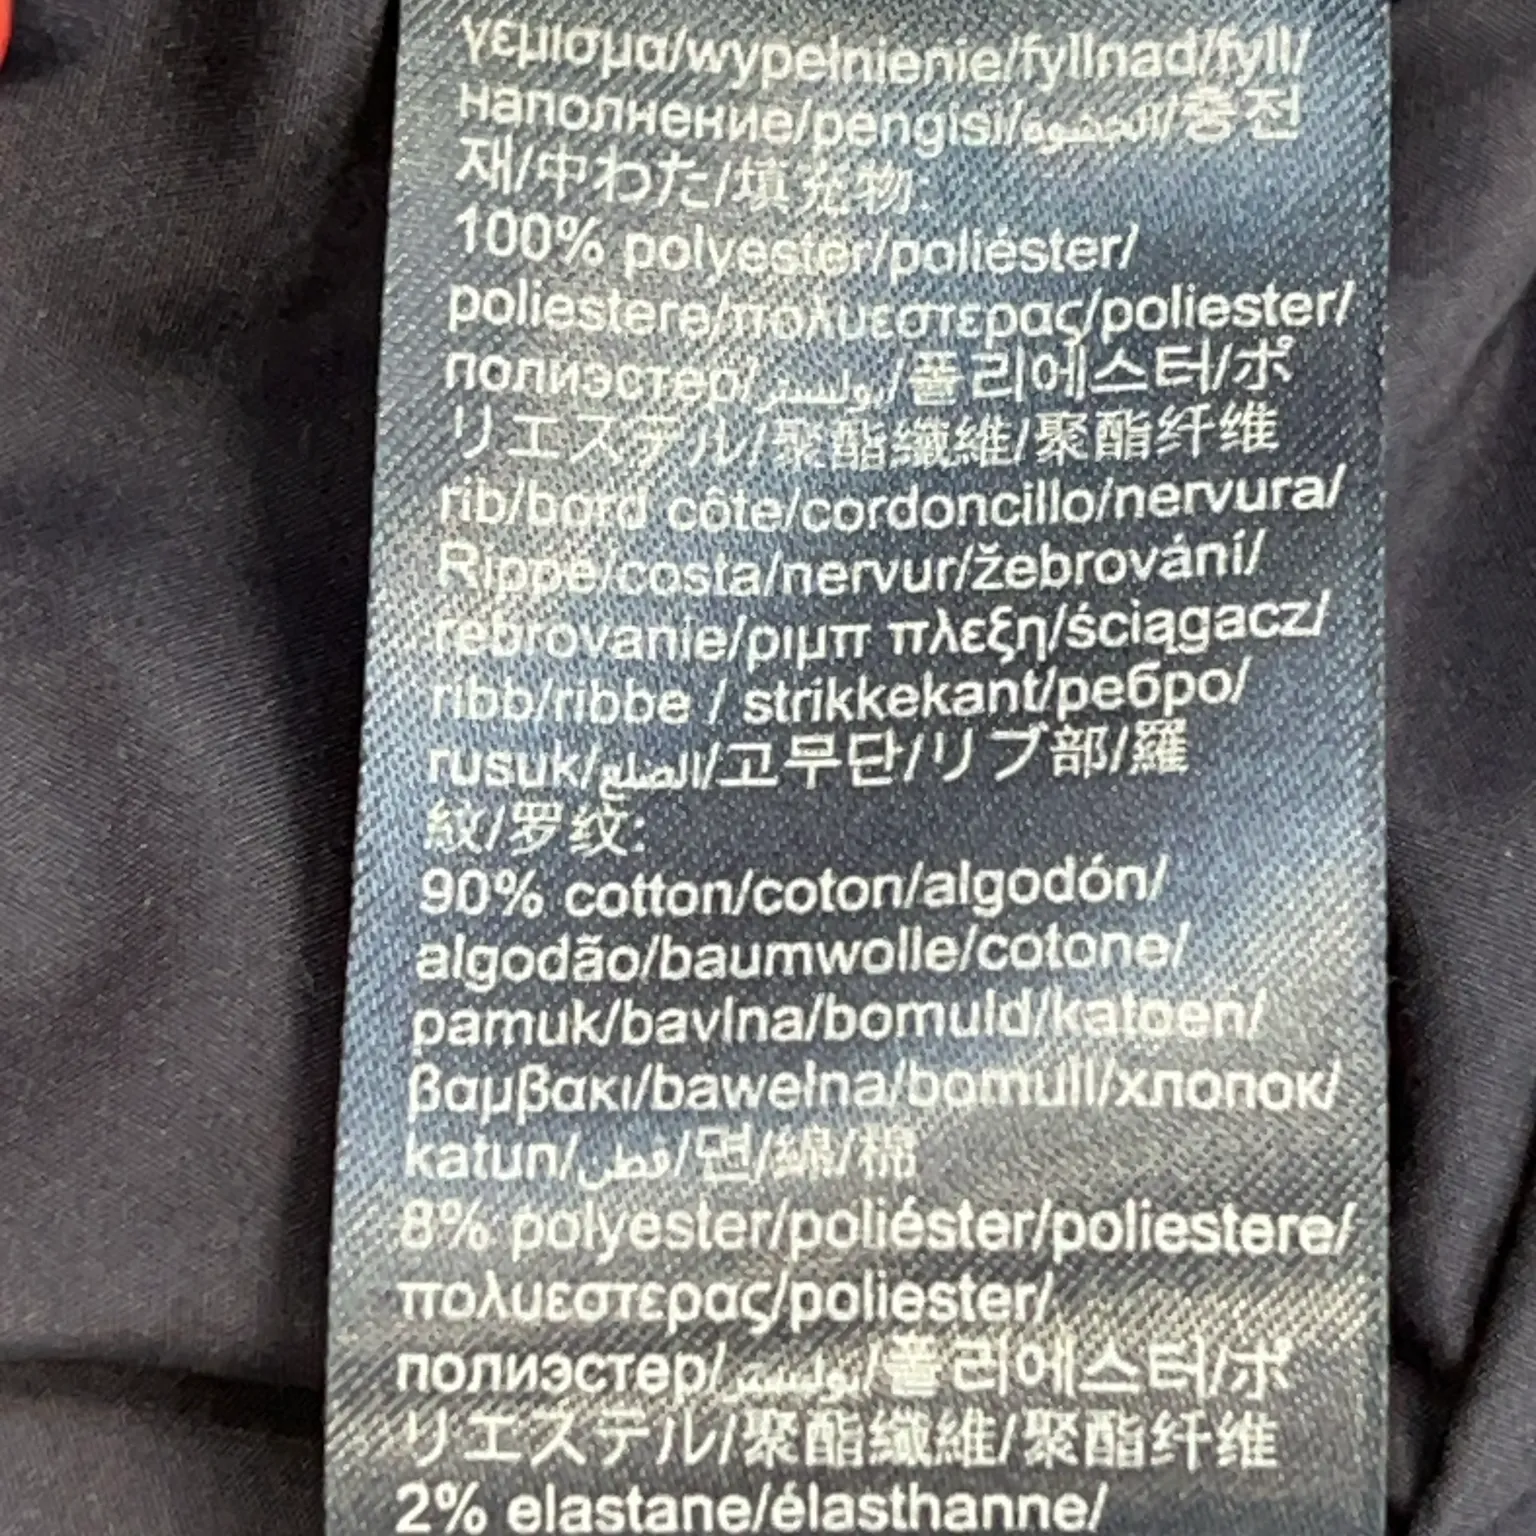 γέμισμα/wypełnienie/fyllnad/fyll/
наполнение/pengisi/الحشوة/충전
재/中わた/填充物:
100% polyester/poliéster/
poliestere/πολυεστερας/poliester/
полиэстер/بوليستر/폴리에스터/ポ
リエステル/聚酯纖維/聚酯纤维
rib/bord côte/cordoncillo/nervura/
Rippe/costa/nervur/žebrování/
rebrovanie/ριμπ πλεξη/ściągacz/
ribb/ribbe / strikkekant/ребро/
rusuk/الضلع/고무단/リブ部/羅
紋/罗纹:
90% cotton/coton/algodón/
algodão/baumwolle/cotone/
pamuk/bavlna/bomuld/katoen/
βαμβακι/bawełna/bomull/хлопок/
katun/قطن/면/綿/棉
8% polyester/poliéster/poliestere/
πολυεστερας/poliester/
полиэстер/بوليستر/폴리에스터/ポ
リエステル/聚酯纖維/聚酯纤维
2% elastane/élasthanne/